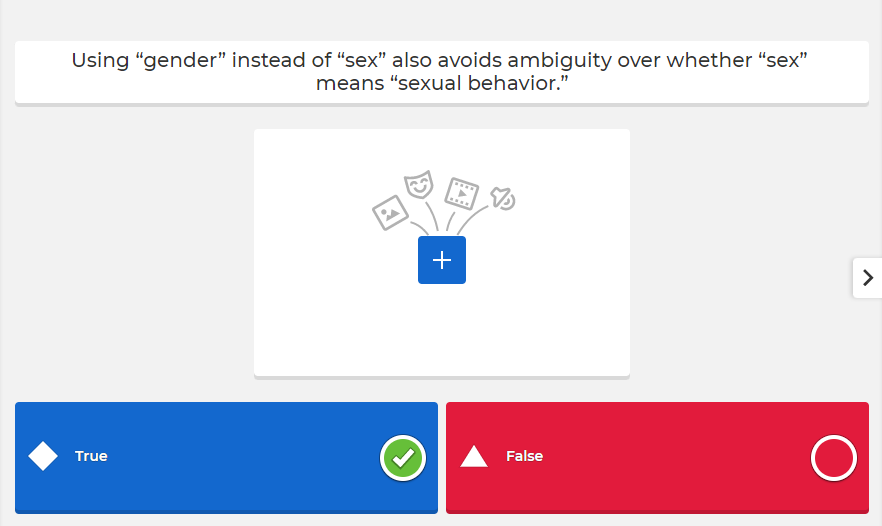 Using “gender” instead of “sex” also avoids ambiguity over whether “sex”
means “sexual behavior.”
True
False